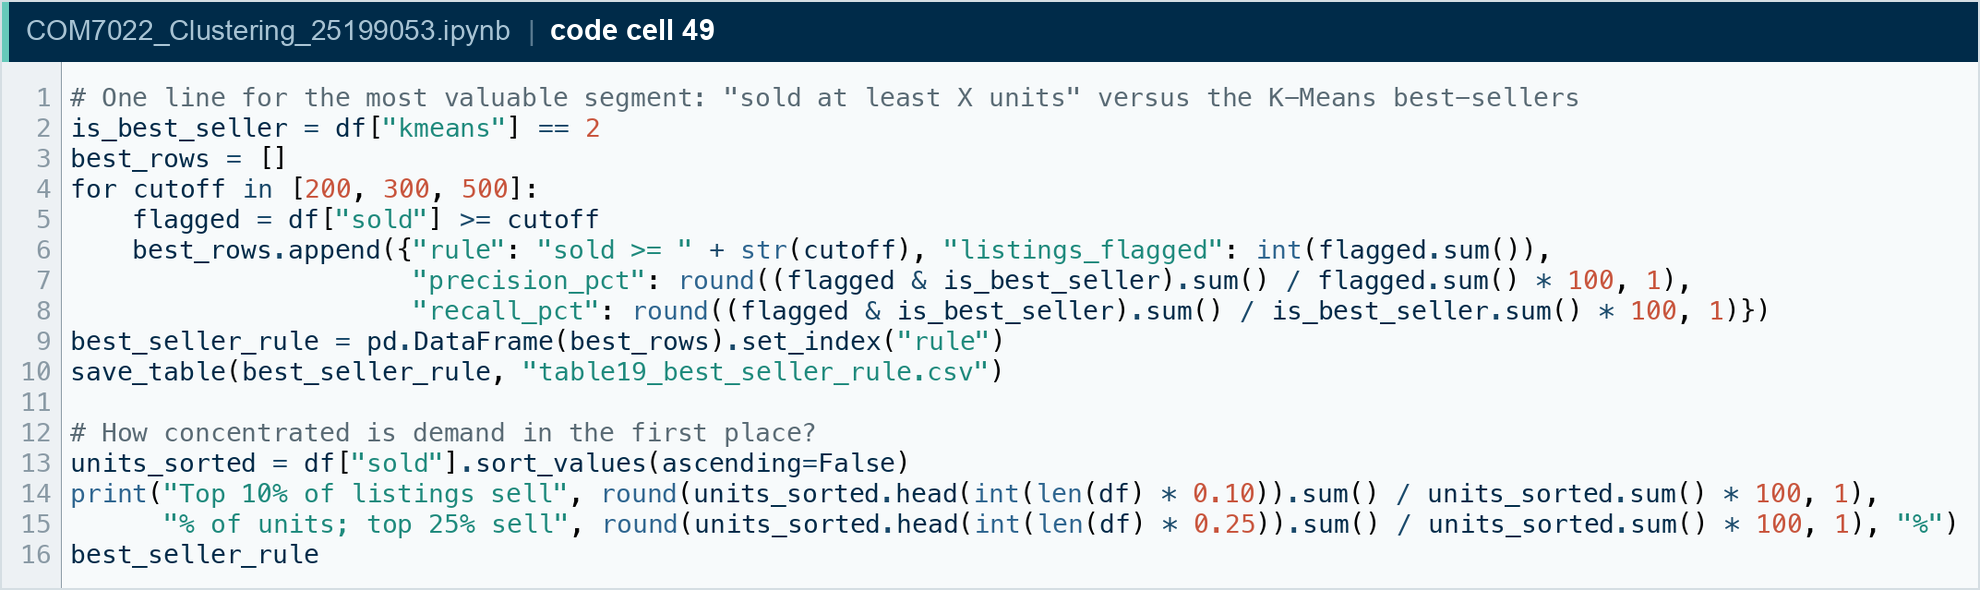 COM7022_Clustering_25199053.ipynb | code cell 49
1 # One line for the most valuable segment: "sold at least X units" versus the K–Means best–sellers
2 is_best_seller = df["kmeans"] == 2
3 best_rows = []
4 for cutoff in [200, 300, 500]:
5     flagged = df["sold"] >= cutoff
6     best_rows.append({"rule": "sold >= " + str(cutoff), "listings_flagged": int(flagged.sum()),
7                       "precision_pct": round((flagged & is_best_seller).sum() / flagged.sum() * 100, 1),
8                       "recall_pct": round((flagged & is_best_seller).sum() / is_best_seller.sum() * 100, 1)})
9 best_seller_rule = pd.DataFrame(best_rows).set_index("rule")
10 save_table(best_seller_rule, "table19_best_seller_rule.csv")
11
12 # How concentrated is demand in the first place?
13 units_sorted = df["sold"].sort_values(ascending=False)
14 print("Top 10% of listings sell", round(units_sorted.head(int(len(df) * 0.10)).sum() / units_sorted.sum() * 100, 1),
15       "% of units; top 25% sell", round(units_sorted.head(int(len(df) * 0.25)).sum() / units_sorted.sum() * 100, 1), "%")
16 best_seller_rule